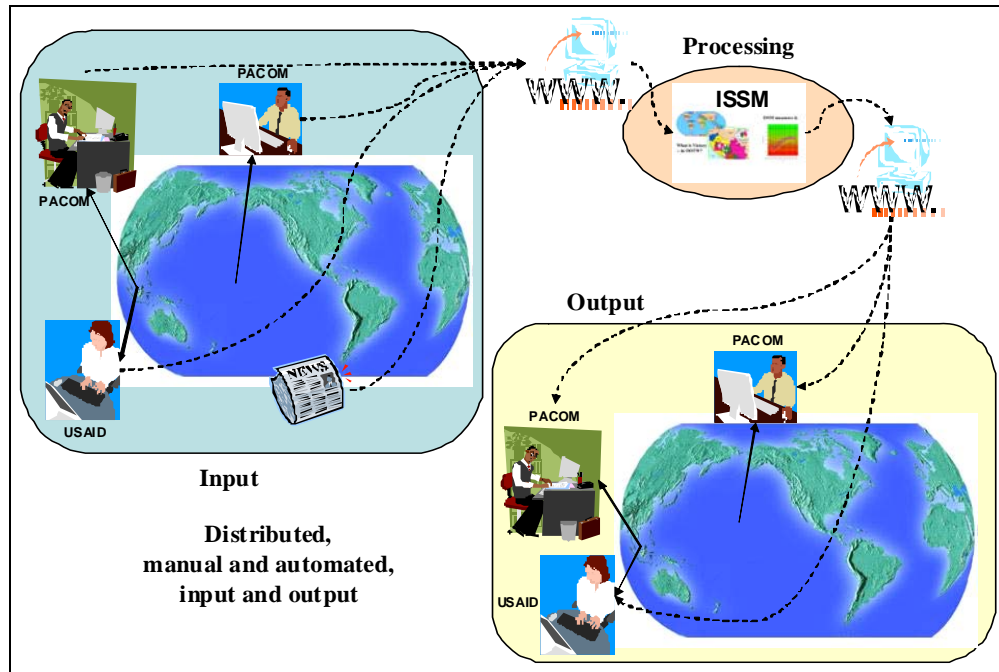 Processing
PACOM
WWW.
ISSM
PACOM
WWW.
NEWS
USAID
Output
PACOM
PACOM
Input
Distributed,
manual and automated,
input and output
USAID